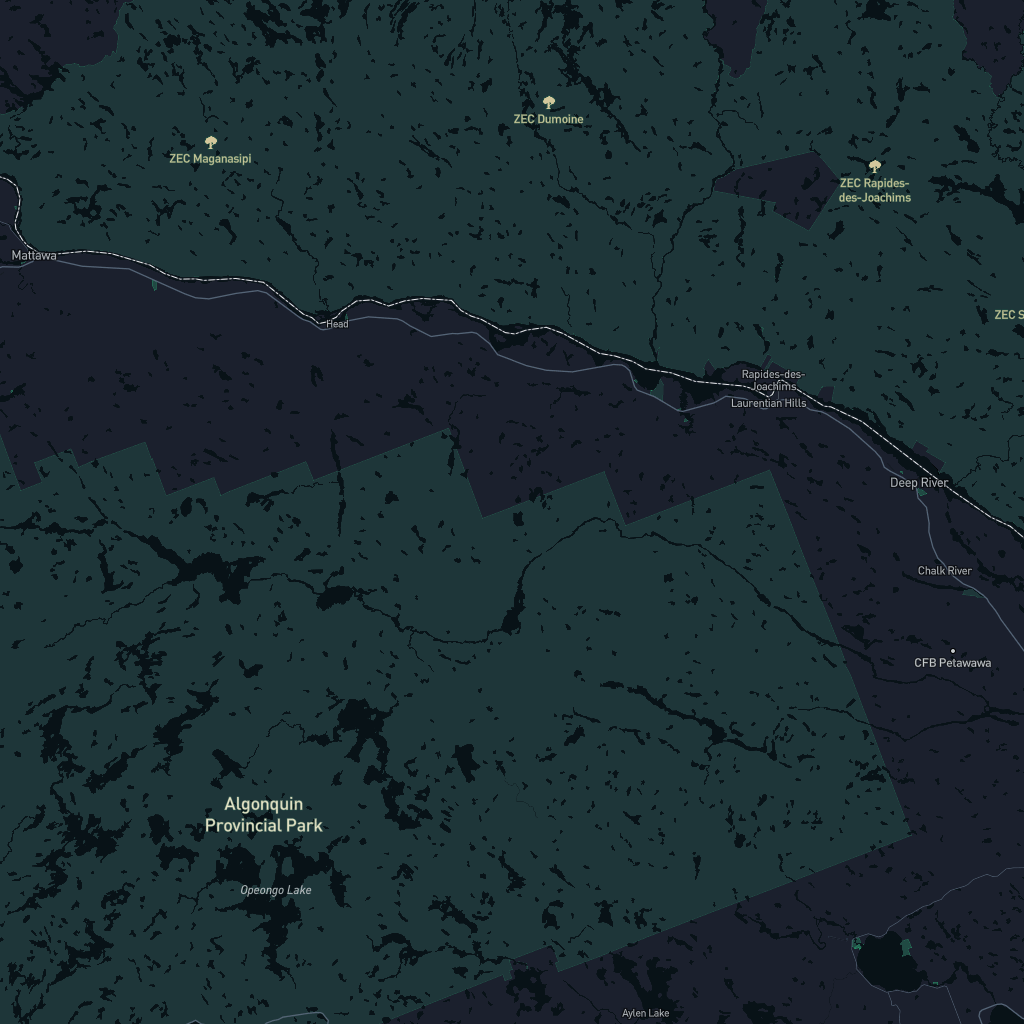 ZEC Dumoine
ZEC Maganasipi
ZEC Rapides-
des-Joachims
Mattawa
ZEC S
Head
Rapides-des-
Joachims
Laurentian Hills
Deep River
Chalk River
CFB Petawawa
Algonquin
Provincial Park
Opeongo Lake
Aylen Lake